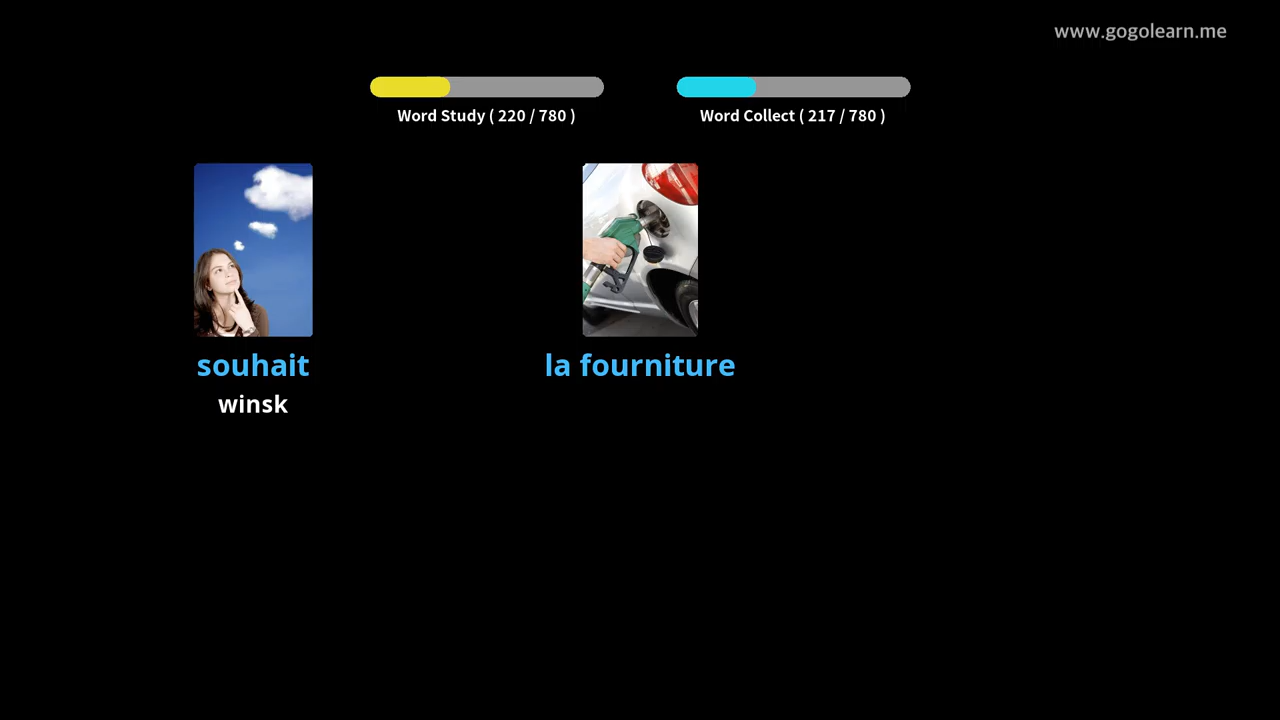 www.gogolearn.me
Word Study ( 220 / 780 )
Word Collect ( 217 / 780 )
souhait
la fourniture
winsk